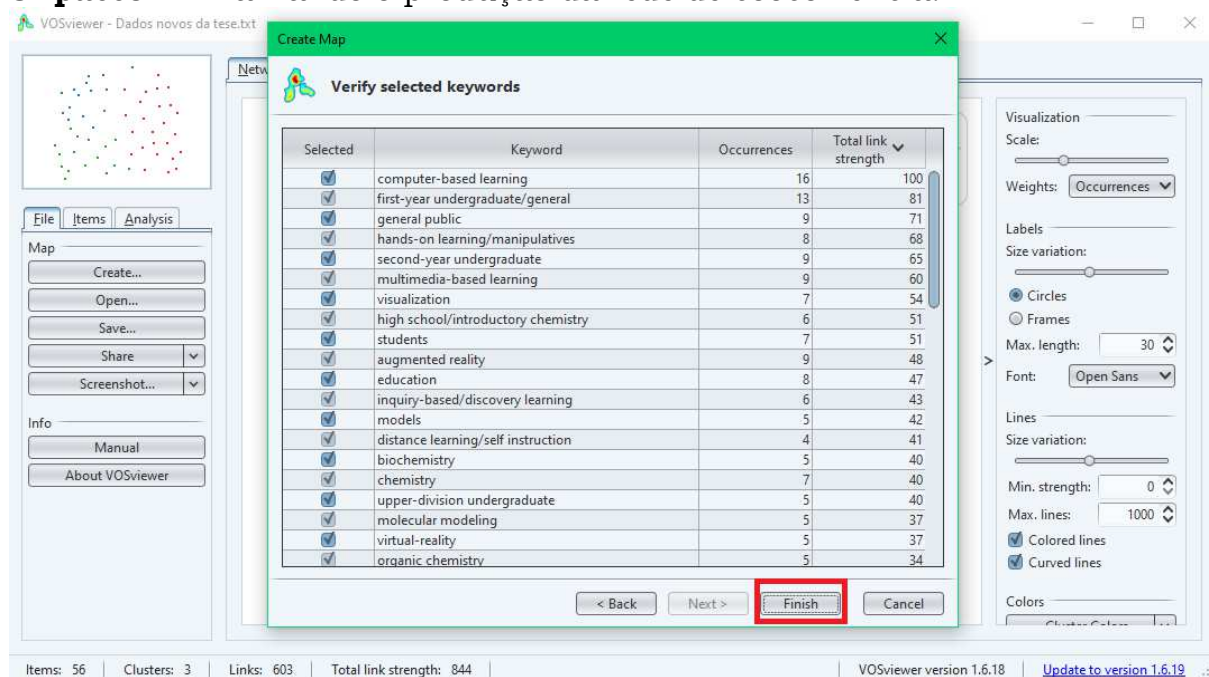 VOSviewer - Dados novos da tese.txt
Create Map
Verify selected keywords
Selected Keyword Occurrences Total link strength
computer-based learning 16 100
first-year undergraduate/general 13 81
general public 9 71
hands-on learning/manipulatives 8 68
second-year undergraduate 9 65
multimedia-based learning 9 60
visualization 7 54
high school/introductory chemistry 6 51
students 7 51
augmented reality 9 48
education 8 47
inquiry-based/discovery learning 6 43
models 5 42
distance learning/self instruction 4 41
biochemistry 5 40
chemistry 7 40
upper-division undergraduate 5 40
molecular modeling 5 37
virtual-reality 5 37
organic chemistry 5 34
< Back Next > Finish Cancel
File Items Analysis
Map
Create...
Open...
Save...
Share
Screenshot...
Info
Manual
About VOSviewer
Netw
Visualization
Scale:
Weights: Occurrences
Labels
Size variation:
Circles
Frames
Max. length: 30
Font: Open Sans
Lines
Size variation:
Min. strength: 0
Max. lines: 1000
Colored lines
Curved lines
Colors
Items: 56 Clusters: 3 Links: 603 Total link strength: 844 VOSviewer version 1.6.18 Update to version 1.6.19